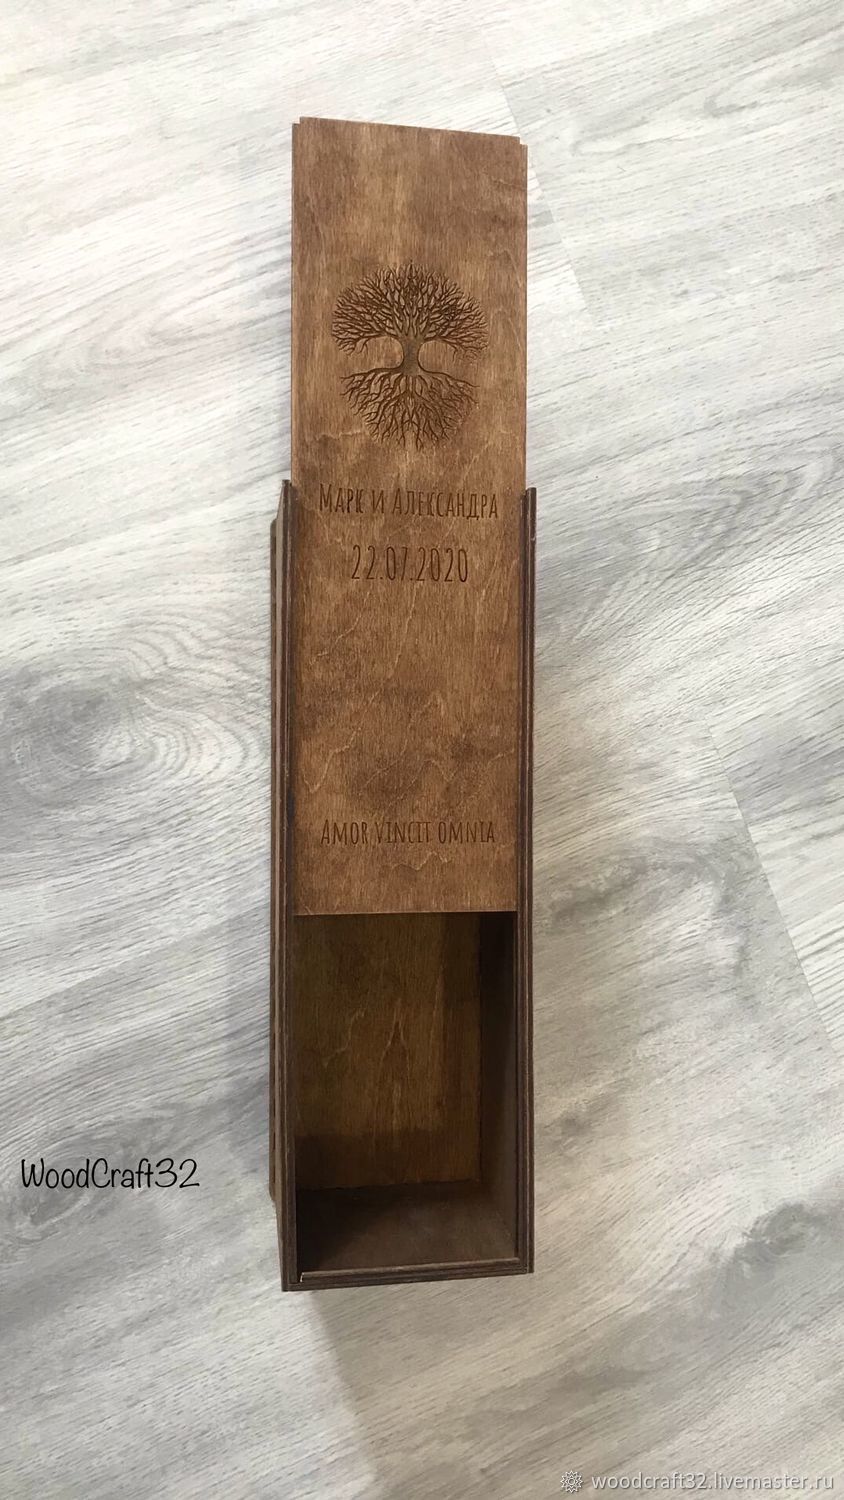 Марк и Александра
22.07.2020
Amor vincit omnia
WoodCraft32
woodcraft32.livemaster.ru